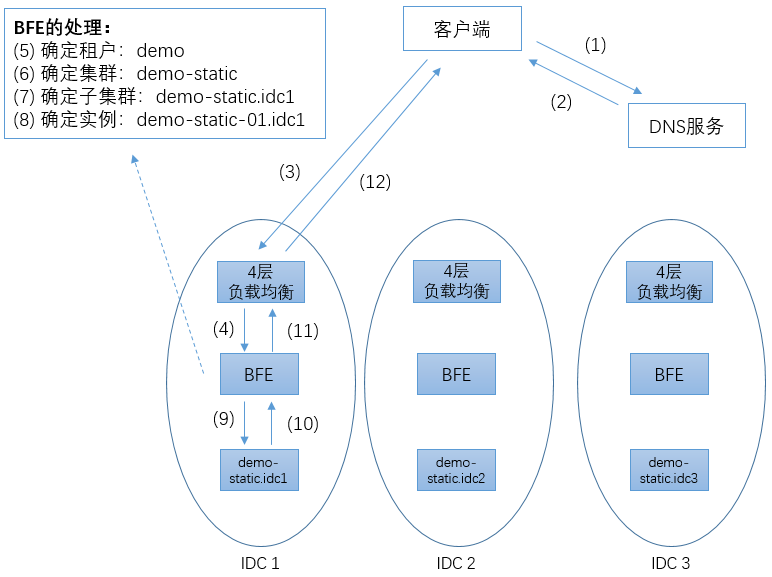 BFE的处理：
(5) 确定租户：demo
(6) 确定集群：demo-static
(7) 确定子集群：demo-static.idc1
(8) 确定实例：demo-static-01.idc1
客户端
(1)
(2)
DNS服务
(3)
(12)
4层
负载均衡
4层
负载均衡
4层
负载均衡
(4)
(11)
BFE
BFE
BFE
(9)
(10)
demo-
static.idc1
demo-
static.idc2
demo-
static.idc3
IDC 1
IDC 2
IDC 3